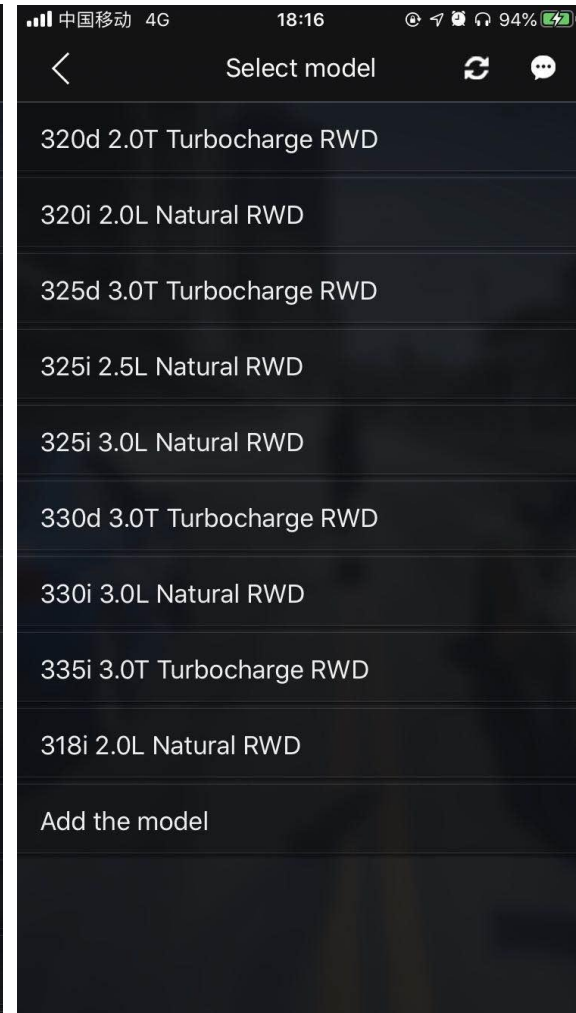 中国移动 4G 18:16 94%
Select model
320d 2.0T Turbocharge RWD
320i 2.0L Natural RWD
325d 3.0T Turbocharge RWD
325i 2.5L Natural RWD
325i 3.0L Natural RWD
330d 3.0T Turbocharge RWD
330i 3.0L Natural RWD
335i 3.0T Turbocharge RWD
318i 2.0L Natural RWD
Add the model